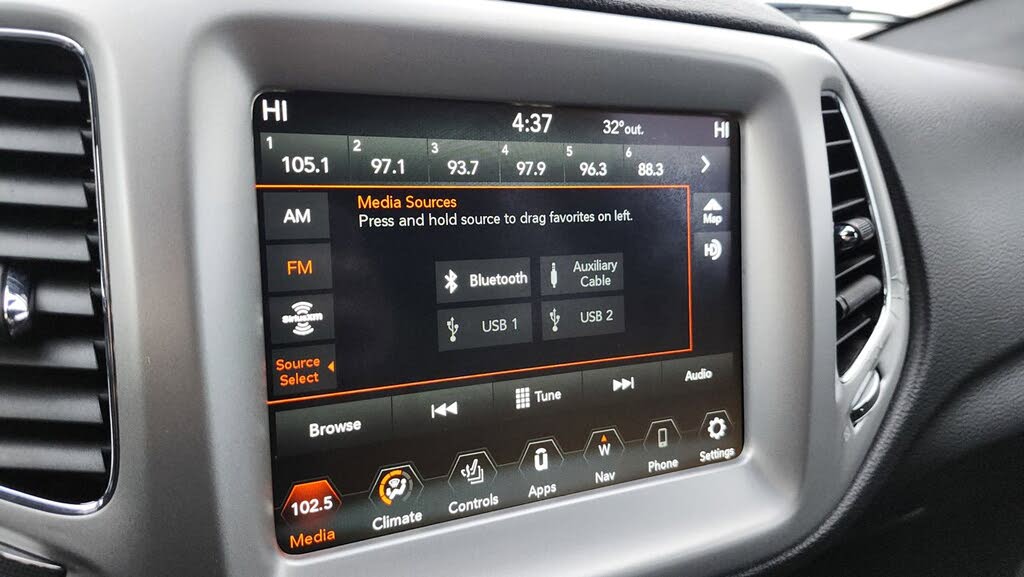 HI 4:37 32°out. HI
1 105.1 2 97.1 3 93.7 4 97.9 5 96.3 6 88.3
AM
FM
SiriusXM
Source
Select
Media Sources
Press and hold source to drag favorites on left.
Bluetooth
Auxiliary
Cable
USB 1
USB 2
Map
HD
Browse
Tune
Audio
102.5
Media
Climate
Controls
U
Apps
W
Nav
Phone
Settings